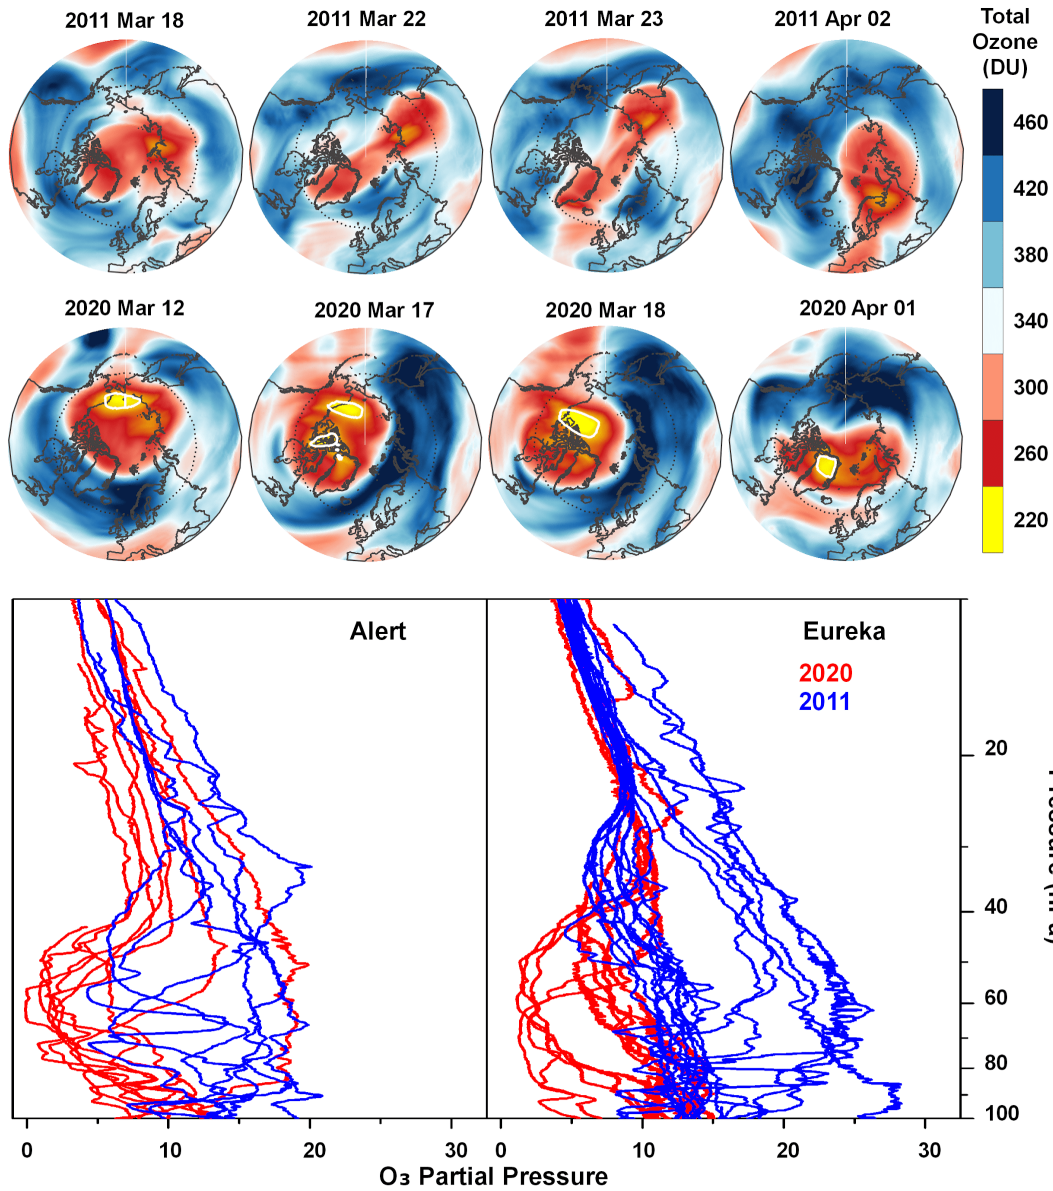 2011 Mar 18 2011 Mar 22 2011 Mar 23 2011 Apr 02
Total
Ozone
(DU)
460
420
380
340
300
260
220
2020 Mar 12 2020 Mar 17 2020 Mar 18 2020 Apr 01
Alert
Eureka
2020
2011
20
40
60
80
100
0 10 20 30
0 10 20 30
O₃ Partial Pressure